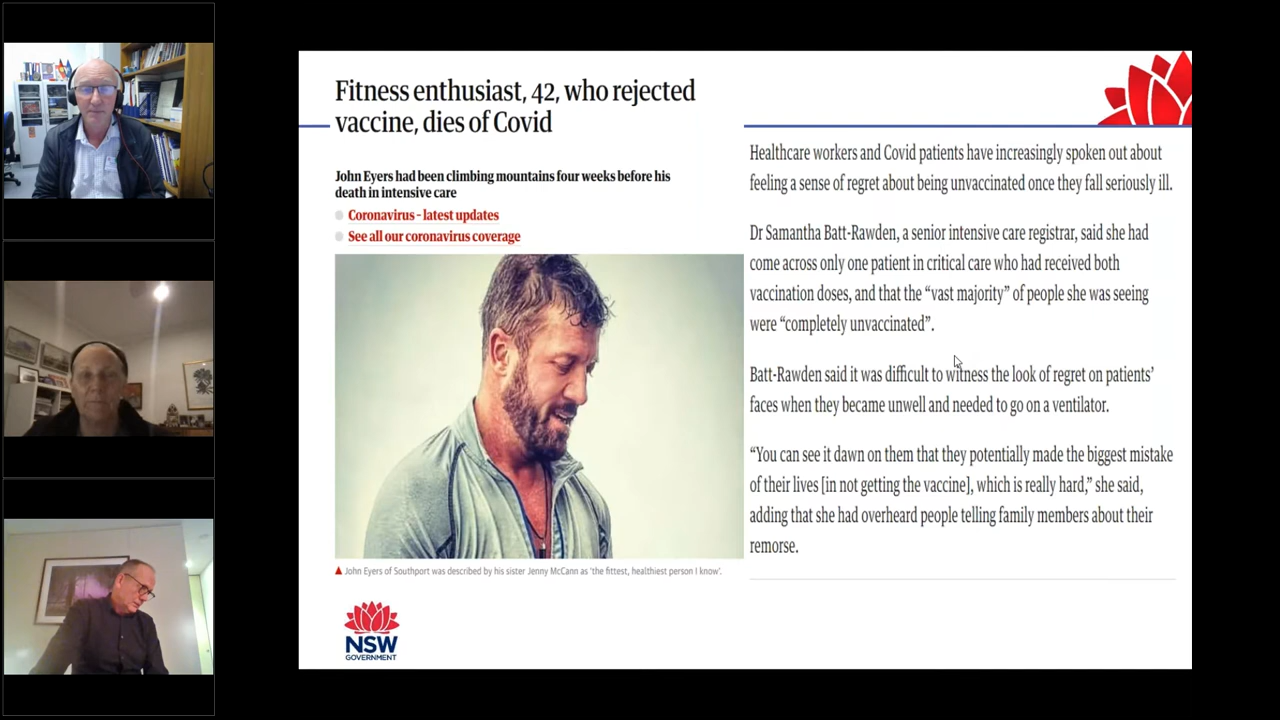 Fitness enthusiast, 42, who rejected
vaccine, dies of Covid
John Eyers had been climbing mountains four weeks before his
death in intensive care
Coronavirus - latest updates
See all our coronavirus coverage
John Eyers of Southport was described by his sister Jenny McCann as 'the fittest, healthiest person I know'.
NSW
GOVERNMENT
Healthcare workers and Covid patients have increasingly spoken out about
feeling a sense of regret about being unvaccinated once they fall seriously ill.
Dr Samantha Batt-Rawden, a senior intensive care registrar, said she had
come across only one patient in critical care who had received both
vaccination doses, and that the “vast majority” of people she was seeing
were “completely unvaccinated”.
Batt-Rawden said it was difficult to witness the look of regret on patients’
faces when they became unwell and needed to go on a ventilator.
“You can see it dawn on them that they potentially made the biggest mistake
of their lives [in not getting the vaccine], which is really hard,” she said,
adding that she had overheard people telling family members about their
remorse.